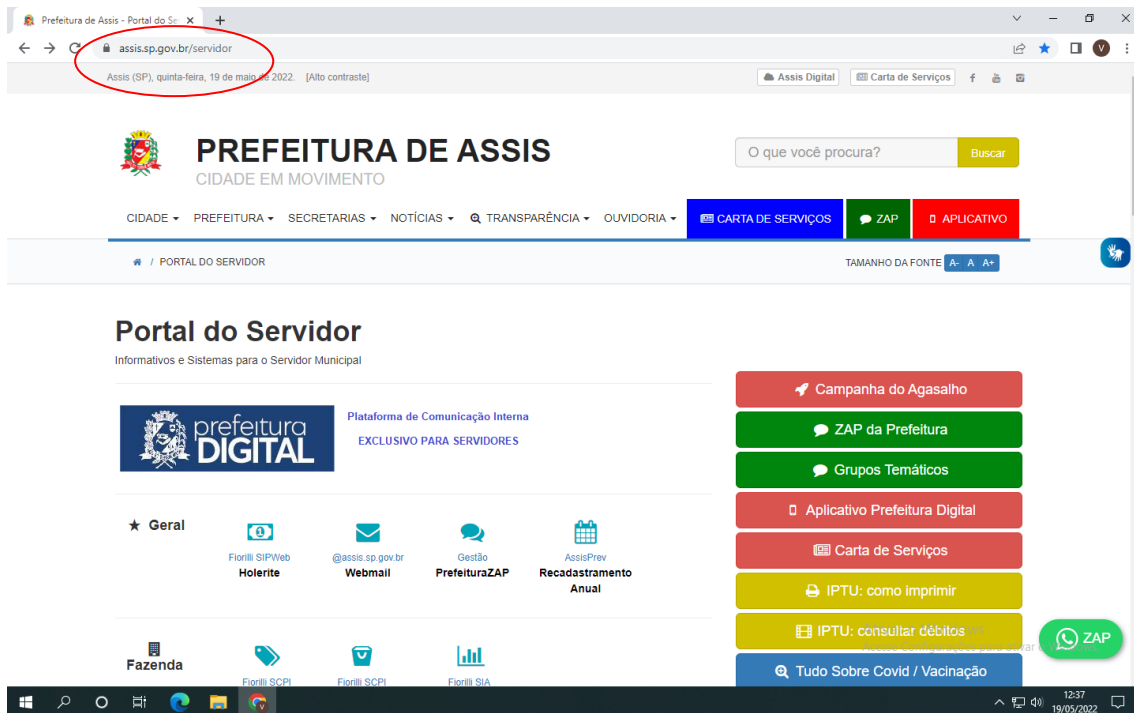 Prefeitura de Assis - Portal do Se
assis.sp.gov.br/servidor
V
Assis (SP), quinta-feira, 19 de maio de 2022. [Alto contraste]
Assis Digital
Carta de Serviços
PREFEITURA DE ASSIS
CIDADE EM MOVIMENTO
O que você procura?
Buscar
CIDADE PREFEITURA SECRETARIAS NOTÍCIAS TRANSPARÊNCIA OUVIDORIA CARTA DE SERVIÇOS ZAP APLICATIVO
/ PORTAL DO SERVIDOR
TAMANHO DA FONTE A- A A+
Portal do Servidor
Informativos e Sistemas para o Servidor Municipal
prefeitura
DIGITAL
Plataforma de Comunicação Interna
EXCLUSIVO PARA SERVIDORES
★ Geral
Fiorilli SIPWeb
Holerite
@assis.sp.gov.br
Webmail
Gestão
PrefeituraZAP
AssisPrev
Recadastramento
Anual
Fazenda
Fiorilli SCPI
Fiorilli SCPI
Fiorilli SIA
Campanha do Agasalho
ZAP da Prefeitura
Grupos Temáticos
Aplicativo Prefeitura Digital
Carta de Serviços
IPTU: como imprimir
IPTU: consultar débitos
Tudo Sobre Covid / Vacinação
ZAP
12:37
19/05/2022